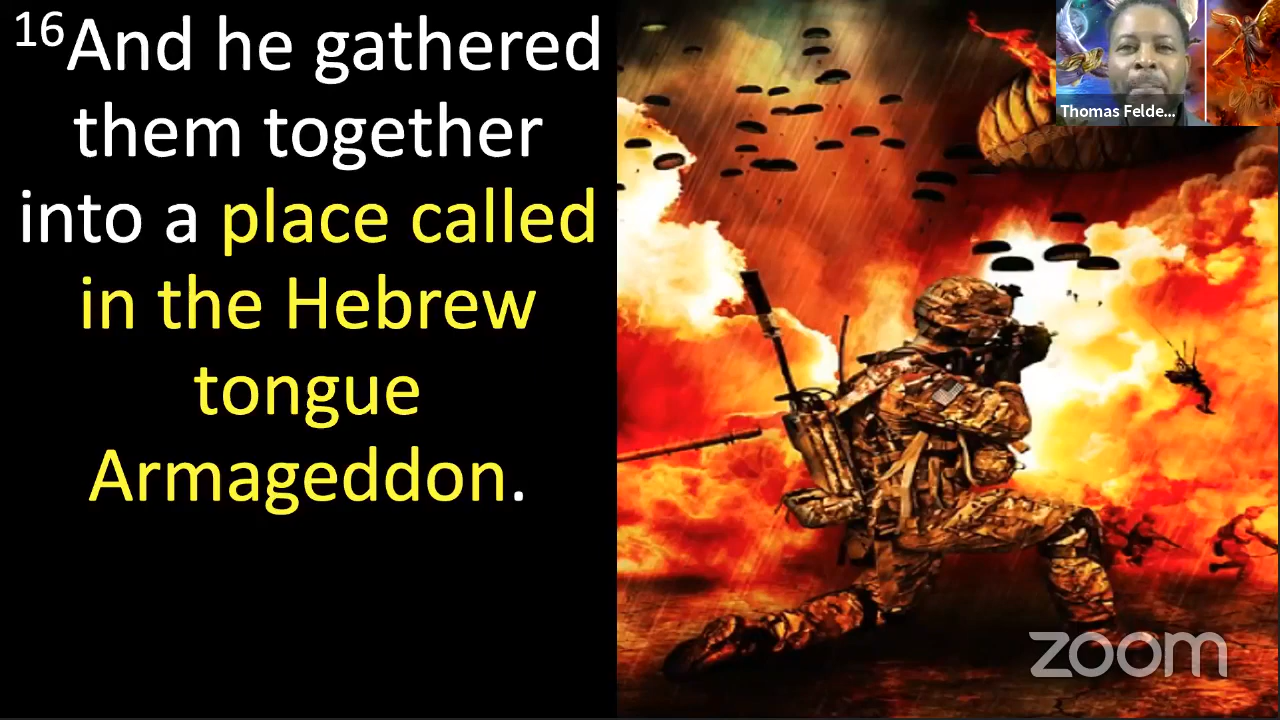 16And he gathered
them together
into a place called
in the Hebrew
tongue
Armageddon.
Thomas Felde...
zoom